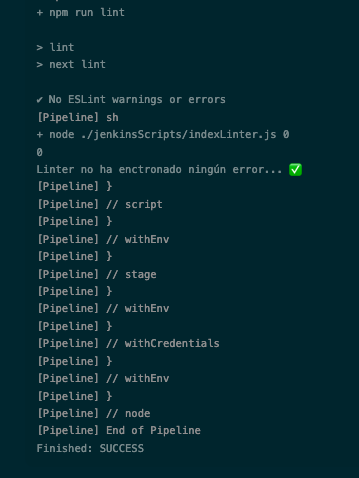 + npm run lint
> lint
> next lint
✔ No ESLint warnings or errors
[Pipeline] sh
+ node ./jenkinsScripts/indexLinter.js 0
0
Linter no ha enctronado ningún error... ✅
[Pipeline] }
[Pipeline] // script
[Pipeline] }
[Pipeline] // withEnv
[Pipeline] }
[Pipeline] // stage
[Pipeline] }
[Pipeline] // withEnv
[Pipeline] }
[Pipeline] // withCredentials
[Pipeline] }
[Pipeline] // withEnv
[Pipeline] }
[Pipeline] // node
[Pipeline] End of Pipeline
Finished: SUCCESS